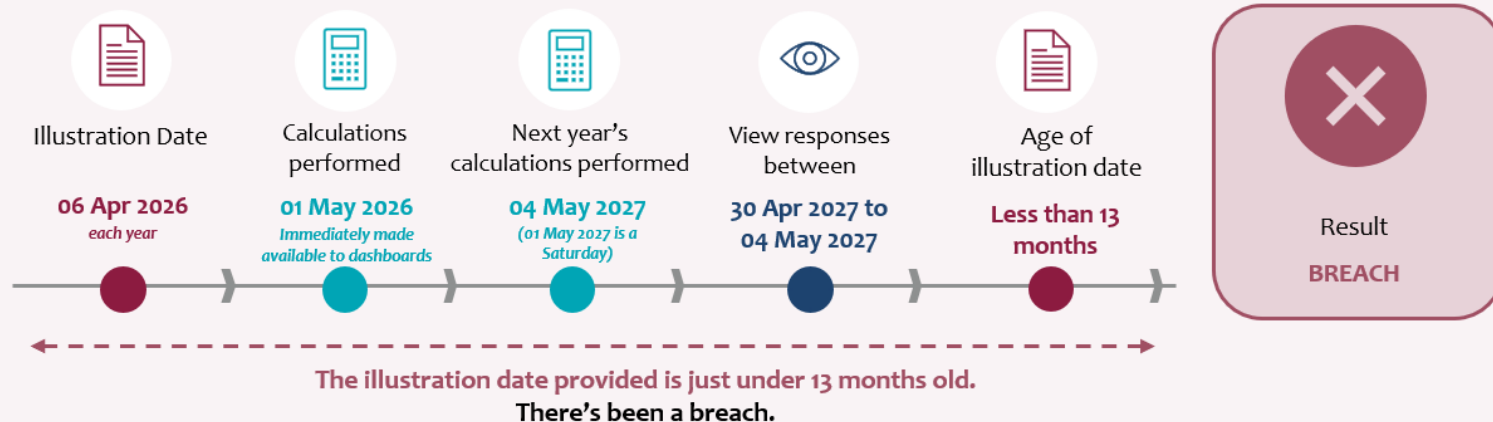 Illustration Date
06 Apr 2026
each year
Calculations
performed
01 May 2026
Immediately made
available to dashboards
Next year's
calculations performed
04 May 2027
(01 May 2027 is a
Saturday)
View responses
between
30 Apr 2027 to
04 May 2027
Age of
illustration date
Less than 13
months
Result
BREACH
The illustration date provided is just under 13 months old.
There's been a breach.